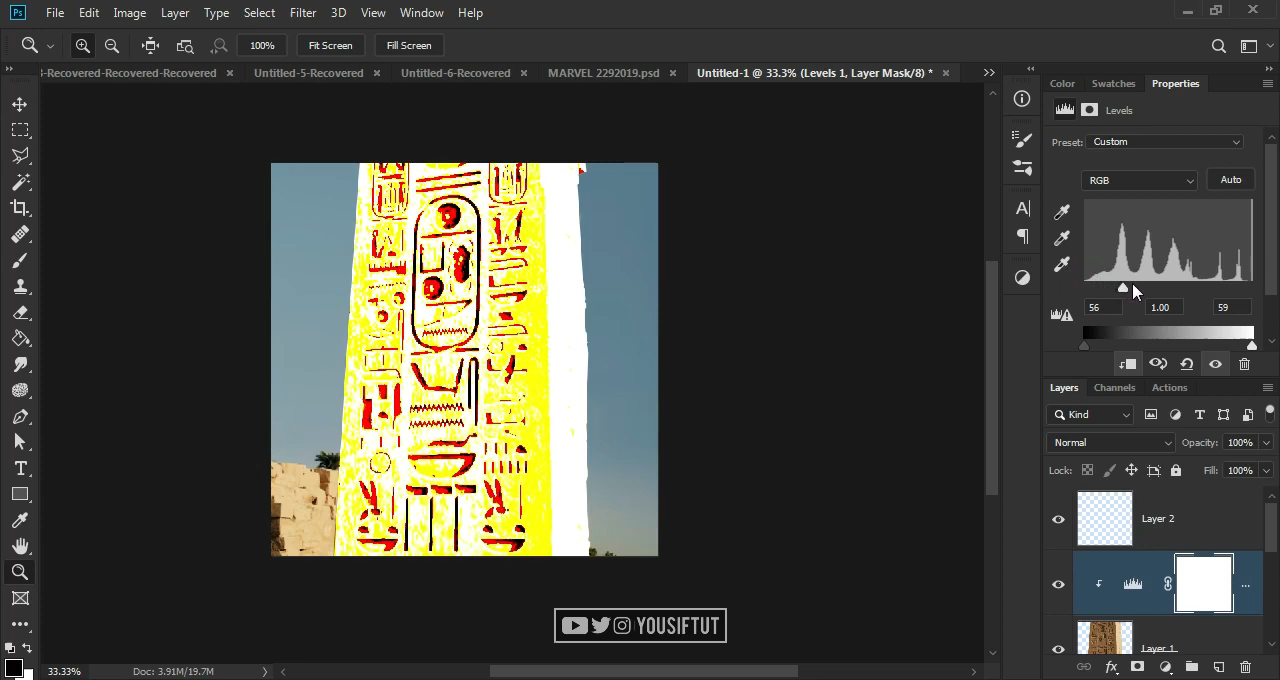 Ps File Edit Image Layer Type Select Filter 3D View Window Help
100% Fit Screen Fill Screen
-Recovered-Recovered-Recovered × Untitled-5-Recovered × Untitled-6-Recovered × MARVEL 2292019.psd × Untitled-1 @ 33.3% (Levels 1, Layer Mask/8) * ×
Color Swatches Properties
Levels
Preset: Custom
RGB Auto
56 1.00 59
Layers Channels Actions
Kind
Normal Opacity: 100%
Lock: Fill: 100%
Layer 2
Layer 1
YOUSIFTUT
33.33% Doc: 3.91M/19.7M